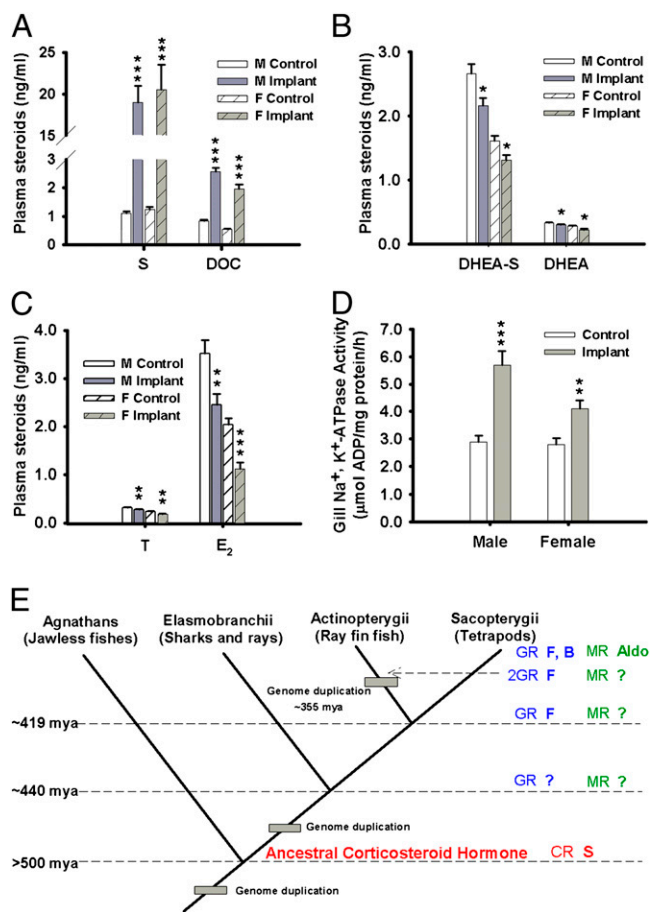 A
Plasma steroids (ng/ml)
25
20
15
3
2
1
0
M Control
M Implant
F Control
F Implant
***
***
***
***
S
DOC
B
Plasma steroids (ng/ml)
3.0
2.0
1.0
0.0
M Control
M Implant
F Control
F Implant
*
*
*
*
DHEA-S
DHEA
C
Plasma steroids (ng/ml)
4.0
3.0
2.0
1.0
0.0
M Control
M Implant
F Control
F Implant
**
**
**
***
T
E2
D
Gill Na+, K+-ATPase Activity
(µmol ADP/mg protein/h)
7.0
6.0
5.0
4.0
3.0
2.0
1.0
0.0
Control
Implant
***
**
Male
Female
E
Agnathans
(Jawless fishes)
Elasmobranchii
(Sharks and rays)
Actinopterygii
(Ray fin fish)
Sacopterygii
(Tetrapods)
GR F, B MR Aldo
2GR F MR ?
Genome duplication
~355 mya
~419 mya
GR F MR ?
~440 mya
GR ? MR ?
Genome duplication
>500 mya
Ancestral Corticosteroid Hormone CR S
Genome duplication